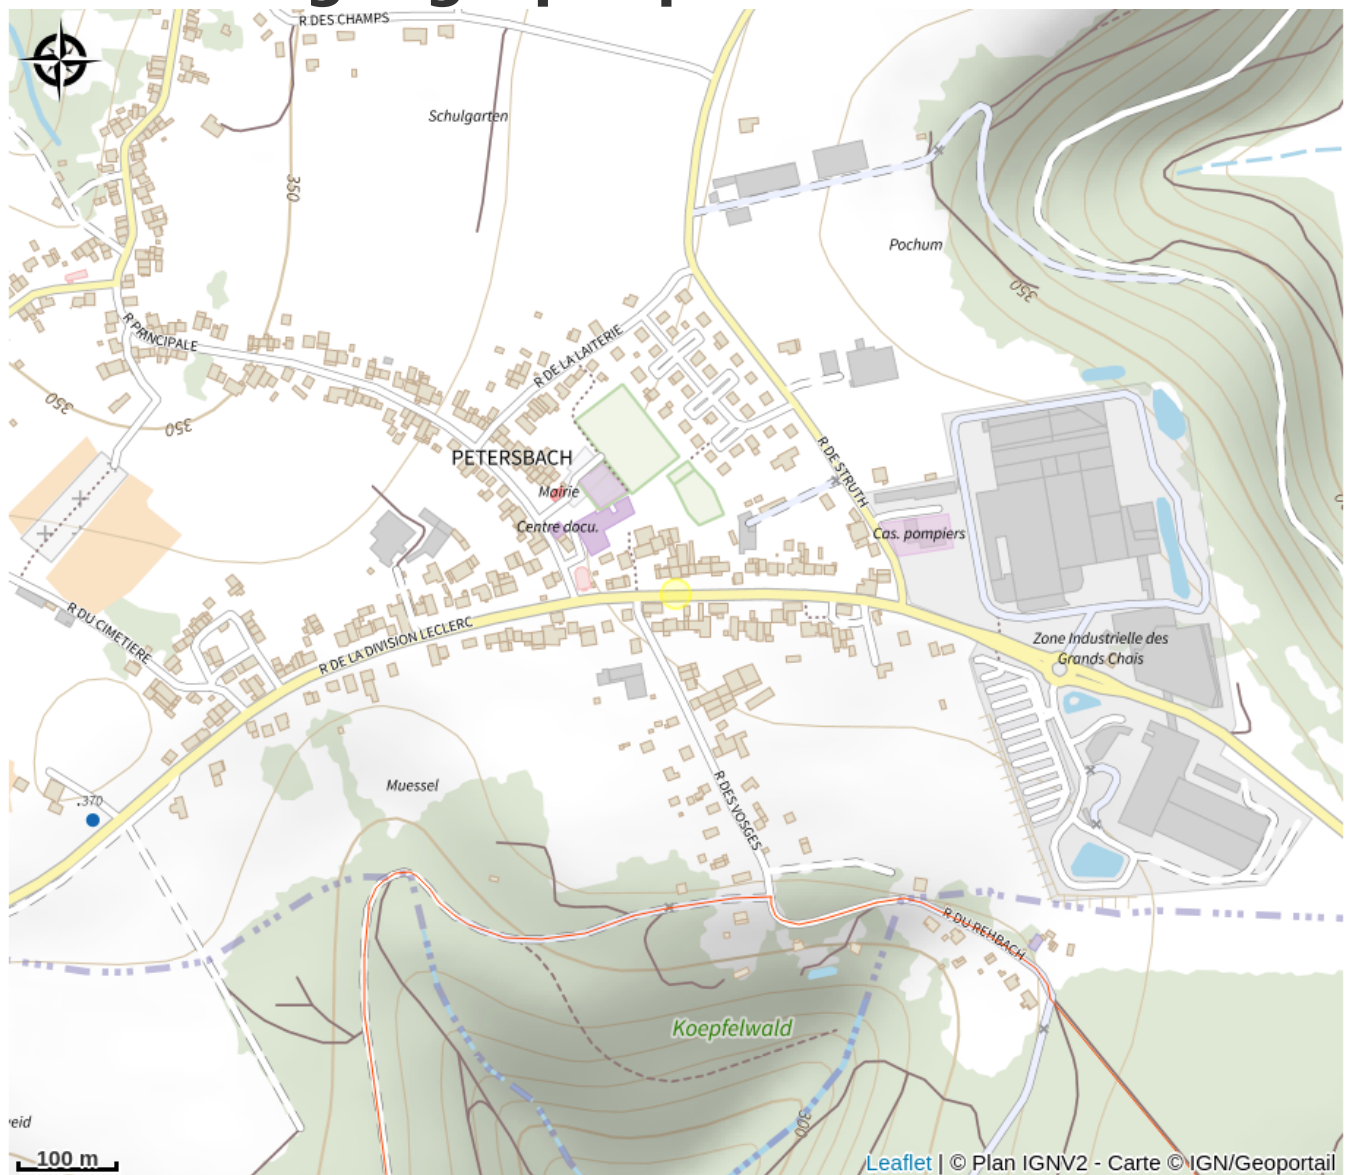 R DES CHAMPS
Schulgarten
350
Pochum
350
R PRINCIPALE
R DE LA LAITERIE
350
350
PETERSBACH
R DE STRUTH
Mairie
Centre docu.
Cas. pompiers
R DU CIMETIERE
R DE LA DIVISION LECLERC
Zone Industrielle des
Grands Chais
Muessel
.370
R DES VOSGES
R DU REHBACH
Koepfelwald
300
eid
100 m
Leaflet | © Plan IGNV2 - Carte © IGN/Geoportail